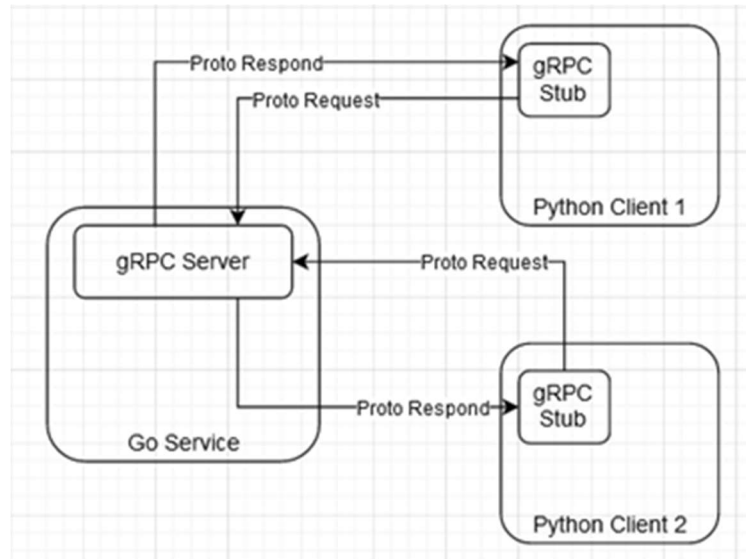 Proto Respond
gRPC
Stub
Proto Request
Python Client 1
gRPC Server
Proto Request
gRPC
Stub
Proto Respond
Go Service
Python Client 2